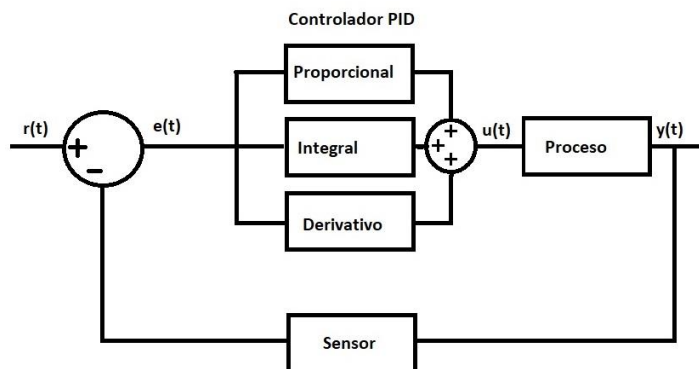 Controlador PID
Proporcional
r(t)
e(t)
u(t)
y(t)
+
+
+
+
−
Integral
Proceso
Derivativo
Sensor